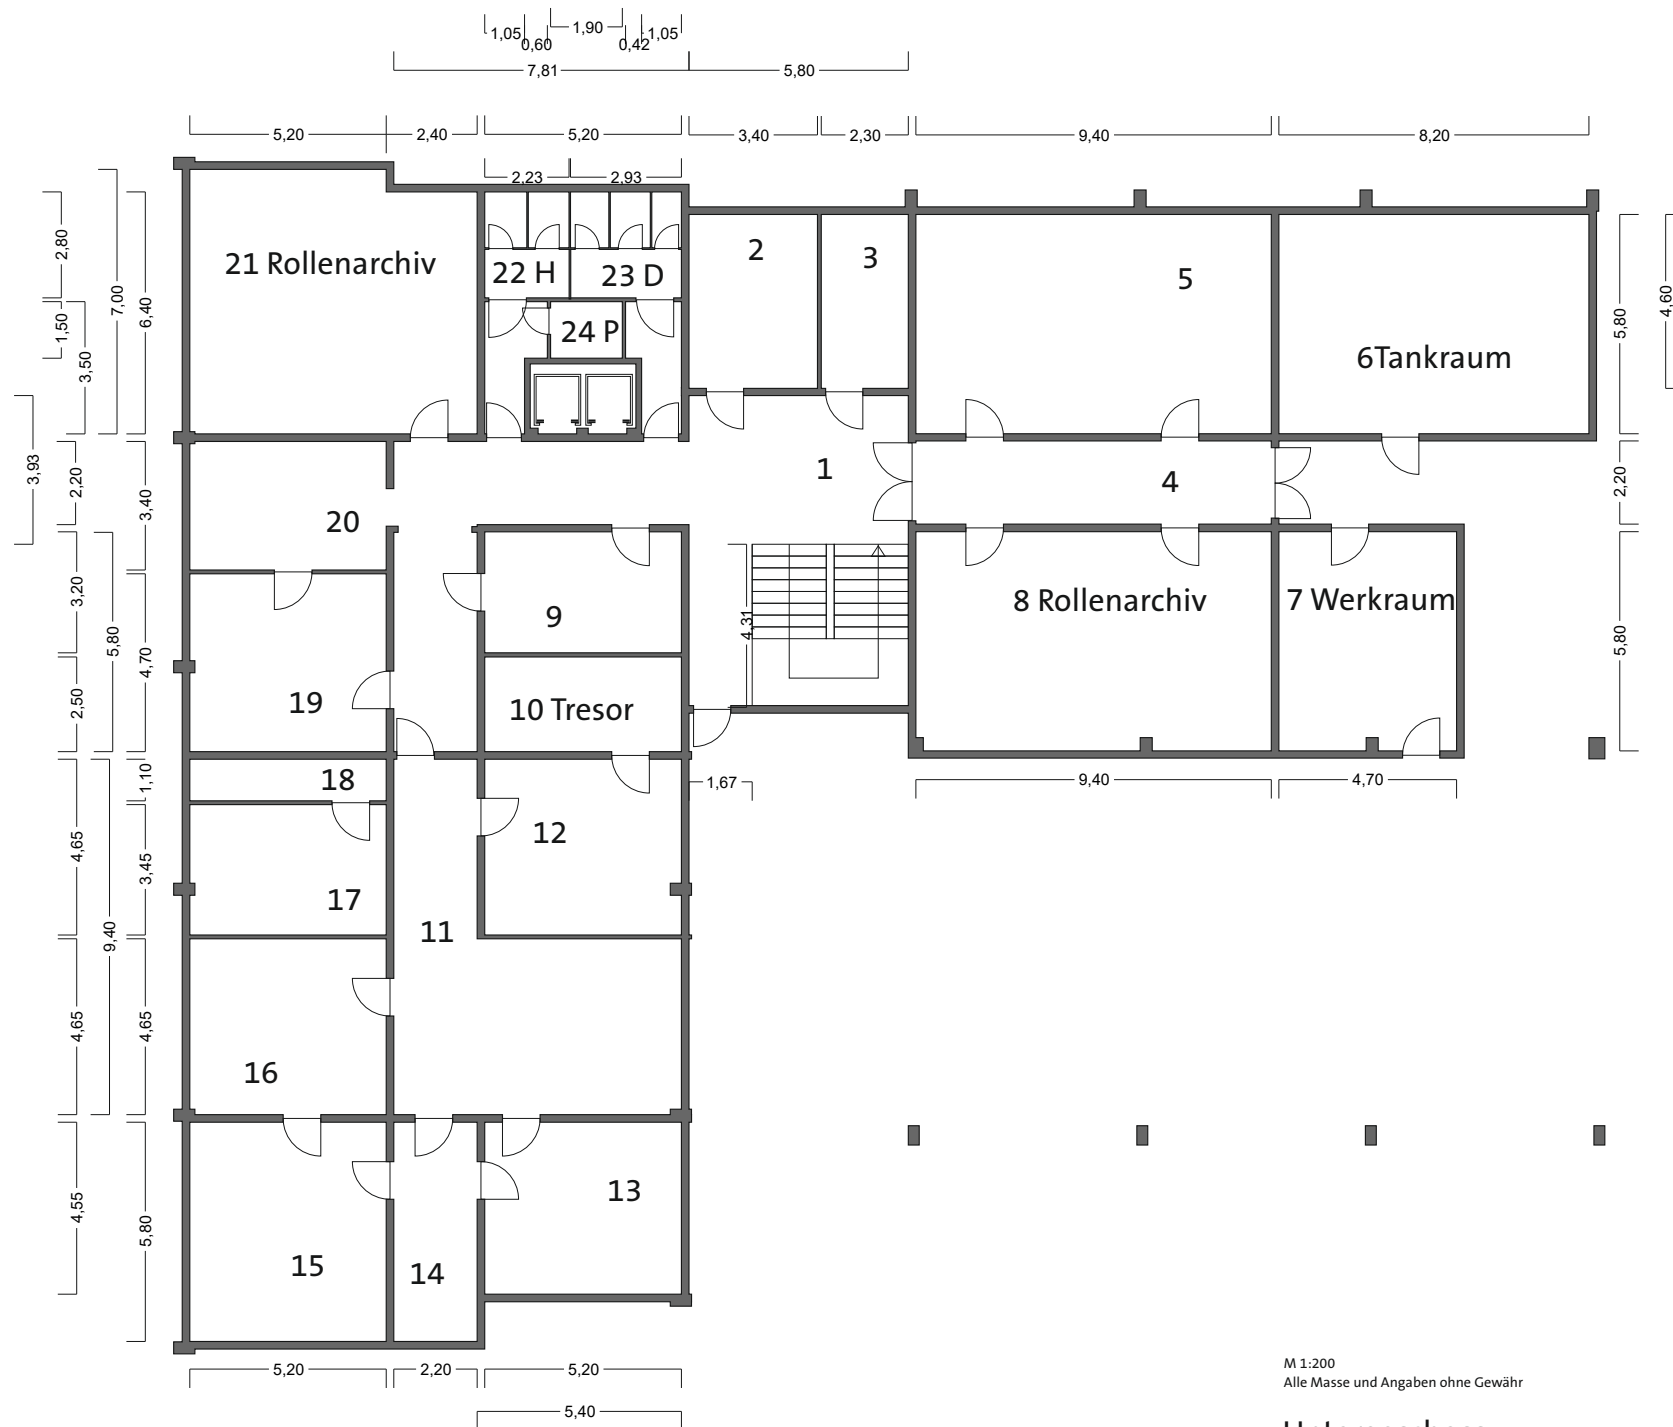 1,05 0,60 1,90 0,42 1,05
7,81 5,80
5,20 2,40 5,20 3,40 2,30 9,40 8,20
2,23 2,93
2,80 7,00 6,40 1,50 3,50
21 Rollenarchiv
22 H
23 D
24 P
2
3
5
6Tankraum
5,80 4,60
3,93 2,20 3,40
20
1
4
2,20
3,20 5,80 4,70 2,50
19
9
10 Tresor
4,31
8 Rollenarchiv
7 Werkraum
5,80
1,10
18
1,67 9,40 4,70
4,65 9,40 3,45
12
17
11
4,65 4,65
16
4,55 5,80
13
15
14
5,20 2,20 5,20
5,40
M 1:200
Alle Masse und Angaben ohne Gewähr